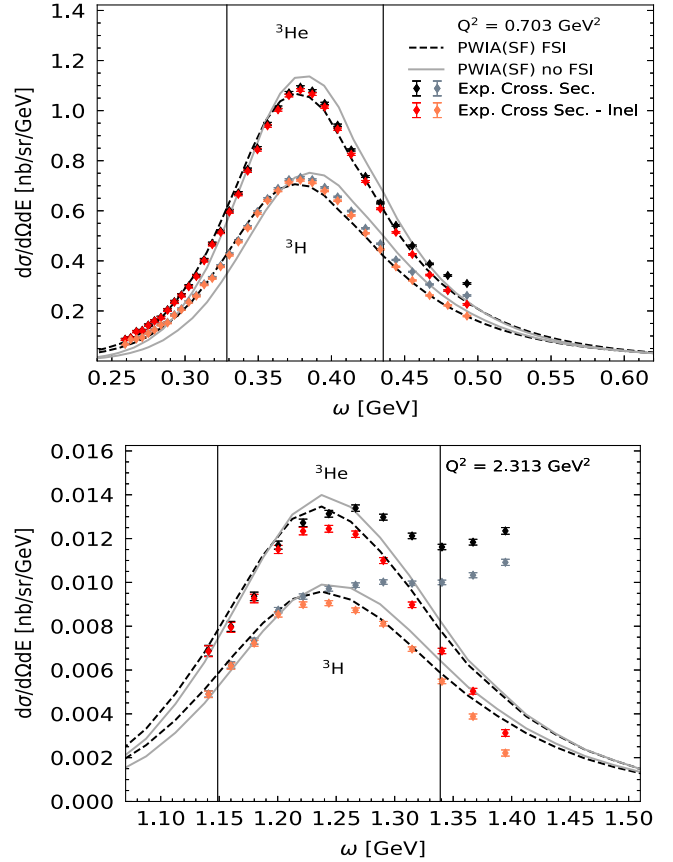 1.4
1.2
1.0
0.8
0.6
0.4
0.2
dσ/dΩdE [nb/sr/GeV]
³He
³H
Q² = 0.703 GeV²
PWIA(SF) FSI
PWIA(SF) no FSI
Exp. Cross. Sec.
Exp. Cross Sec. - Inel
0.25 0.30 0.35 0.40 0.45 0.50 0.55 0.60
ω [GeV]
0.016
0.014
0.012
0.010
0.008
0.006
0.004
0.002
0.000
dσ/dΩdE [nb/sr/GeV]
³He
Q² = 2.313 GeV²
³H
1.10 1.15 1.20 1.25 1.30 1.35 1.40 1.45 1.50
ω [GeV]